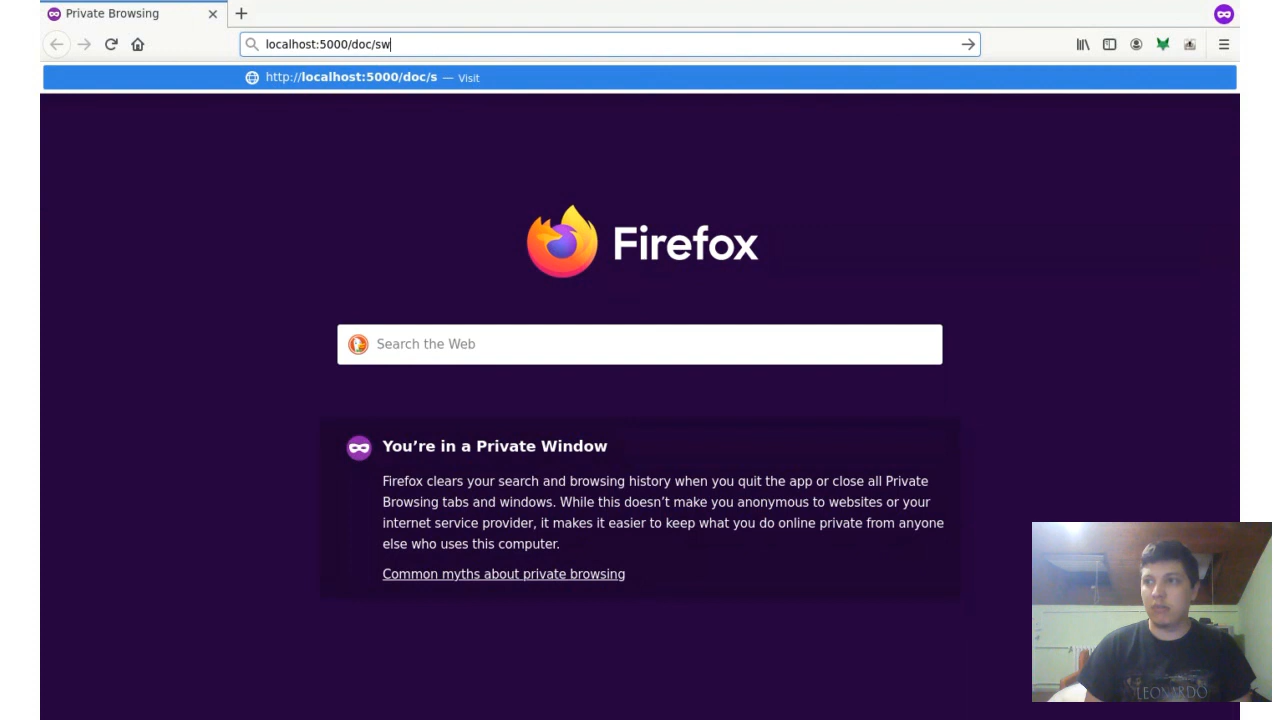 Private Browsing
localhost:5000/doc/sw
http://localhost:5000/doc/s — Visit
Firefox
Search the Web
You’re in a Private Window
Firefox clears your search and browsing history when you quit the app or close all Private
Browsing tabs and windows. While this doesn’t make you anonymous to websites or your
internet service provider, it makes it easier to keep what you do online private from anyone
else who uses this computer.
Common myths about private browsing
LEONARDO